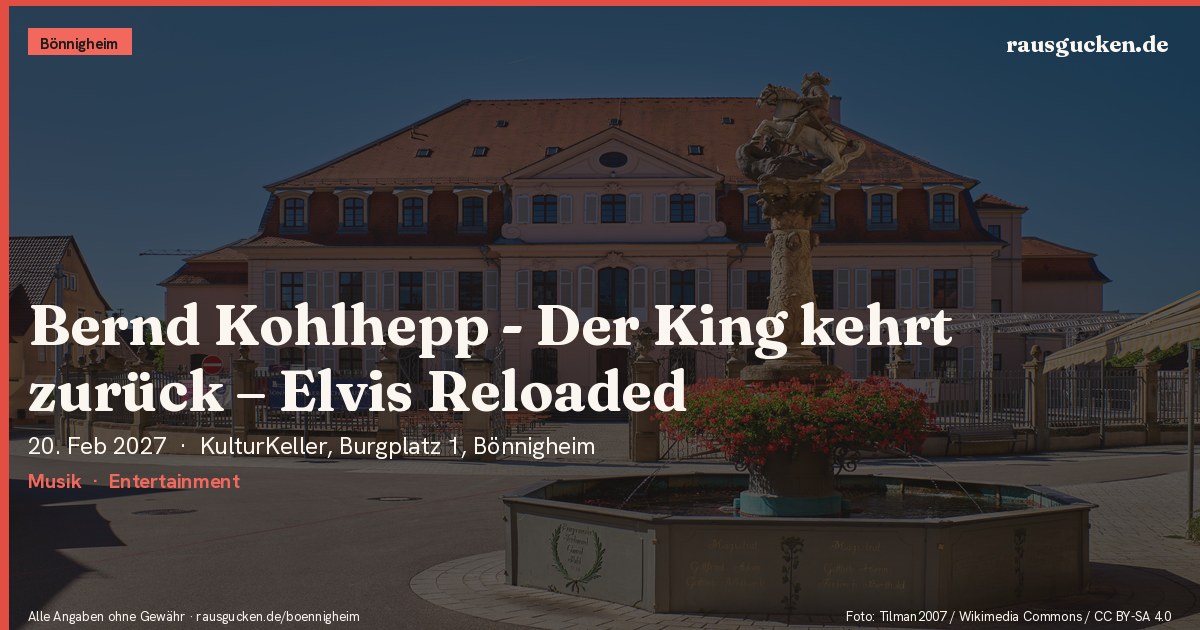 Bönnigheim
rausgucken.de
Bernd Kohlhepp - Der King kehrt
zurück – Elvis Reloaded
20. Feb 2027 · KulturKeller, Burgplatz 1, Bönnigheim
Musik · Entertainment
Alle Angaben ohne Gewähr · rausgucken.de/boennigheim
Foto: Tilman2007 / Wikimedia Commons / CC BY-SA 4.0